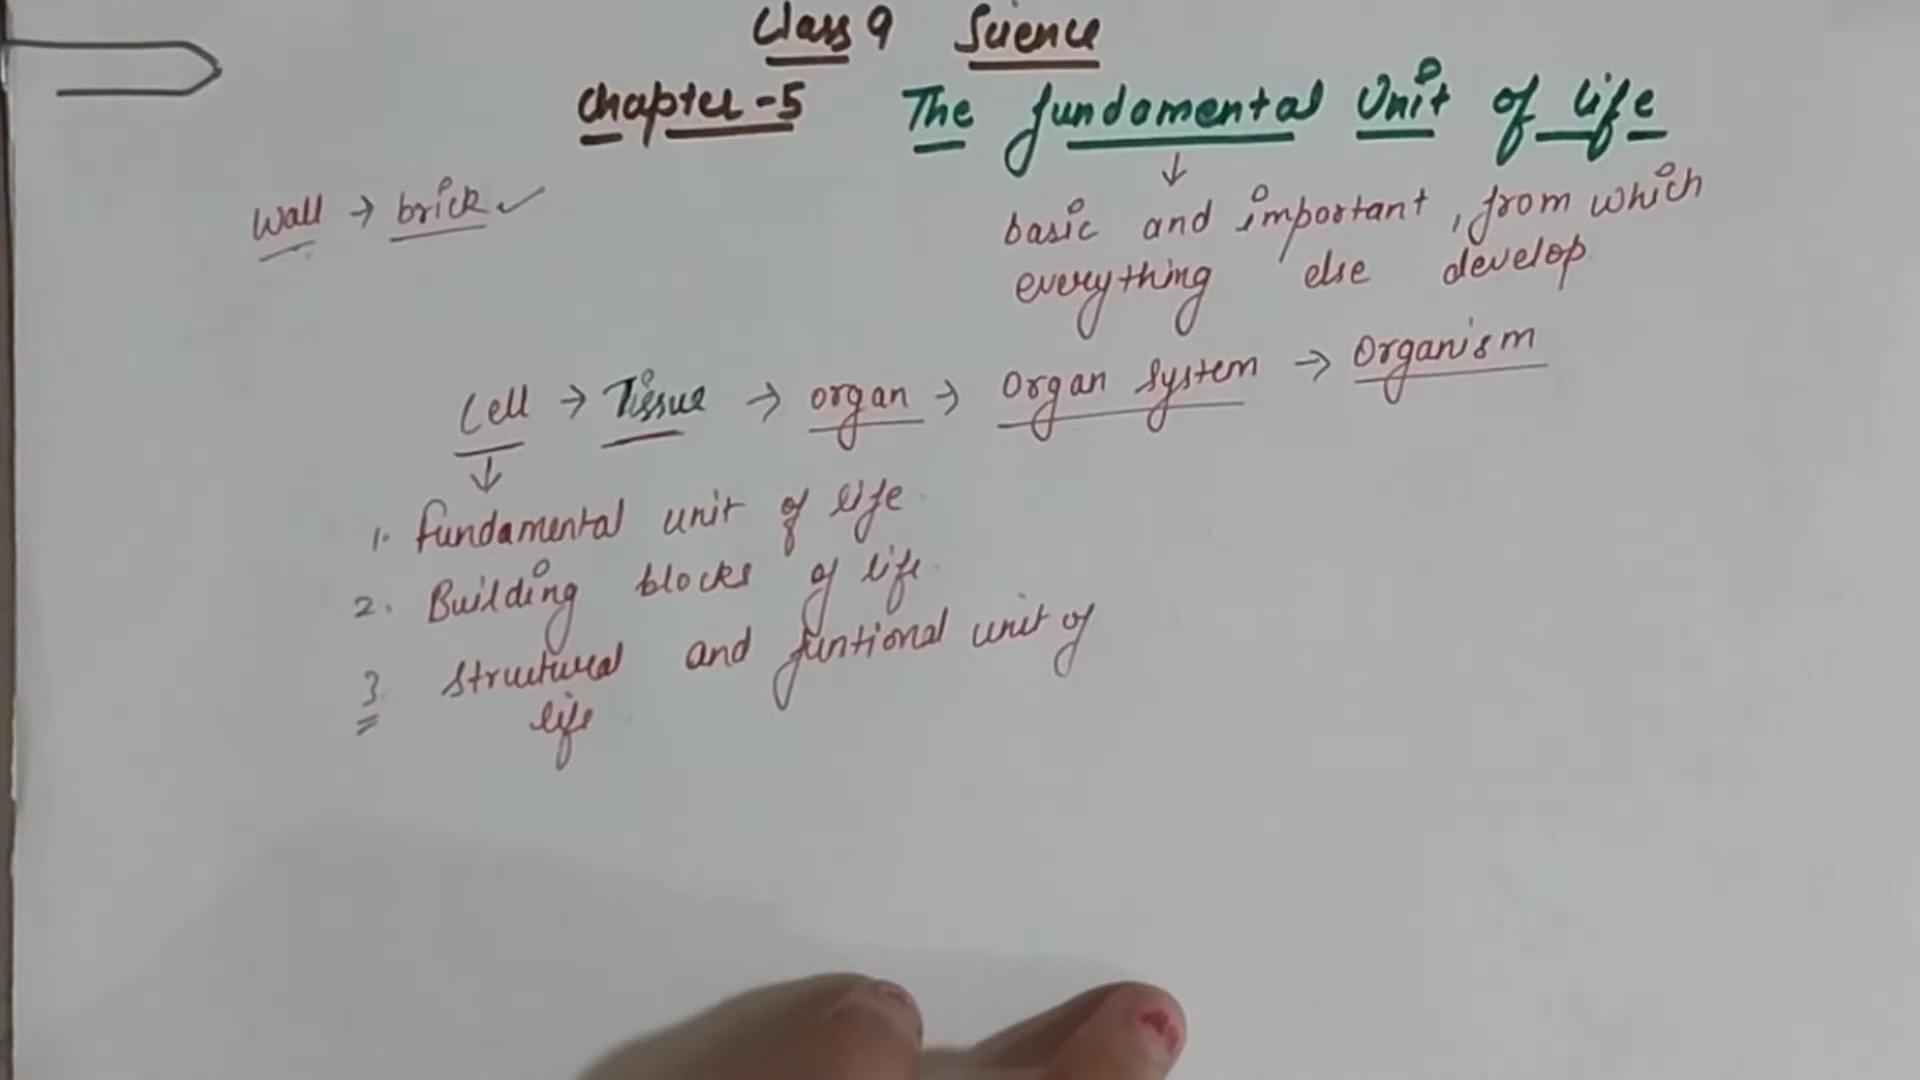 Class 9 Science
Chapter-5 The fundamental Unit of life
Wall → brick ✓
↓
basic and important, from which
everything else develop
Cell → Tissue → organ → Organ System → Organism
↓
1. fundamental unit of life.
2. Building blocks of life.
3. Structural and funtional unit of
life